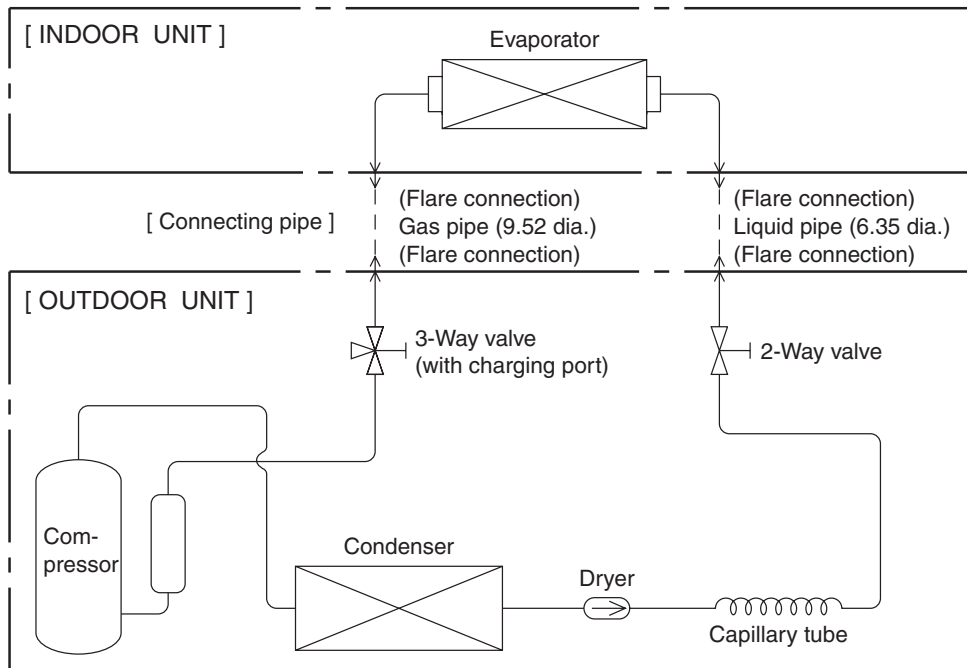 [ INDOOR UNIT ]
Evaporator
(Flare connection)
Gas pipe (9.52 dia.)
(Flare connection)
(Flare connection)
Liquid pipe (6.35 dia.)
(Flare connection)
[ Connecting pipe ]
[ OUTDOOR UNIT ]
3-Way valve
(with charging port)
2-Way valve
Com-
pressor
Condenser
Dryer
Capillary tube